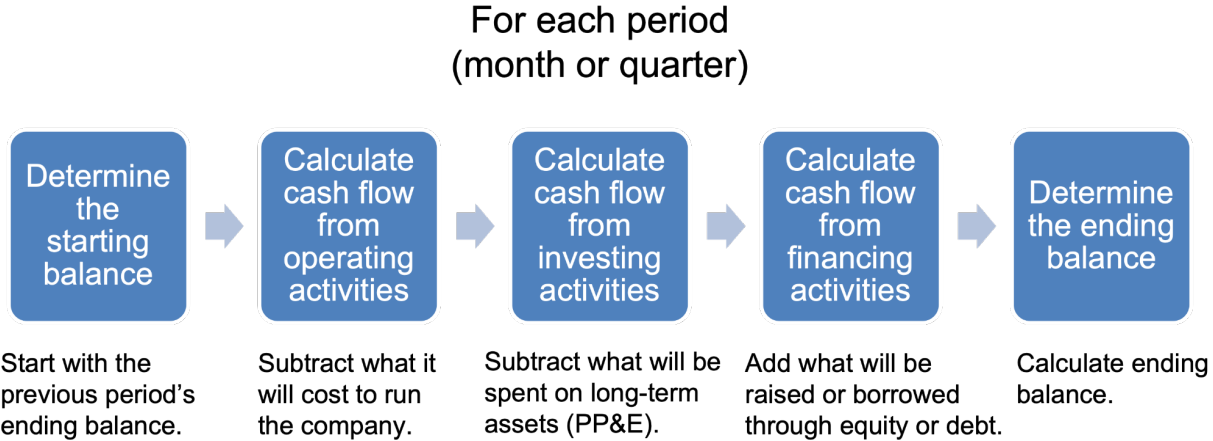 For each period
(month or quarter)
Determine
the
starting
balance
Calculate
cash flow
from
operating
activities
Calculate
cash flow
from
investing
activities
Calculate
cash flow
from
financing
activities
Determine
the ending
balance
Start with the
previous period’s
ending balance.
Subtract what it
will cost to run
the company.
Subtract what will be
spent on long-term
assets (PP&E).
Add what will be
raised or borrowed
through equity or debt.
Calculate ending
balance.